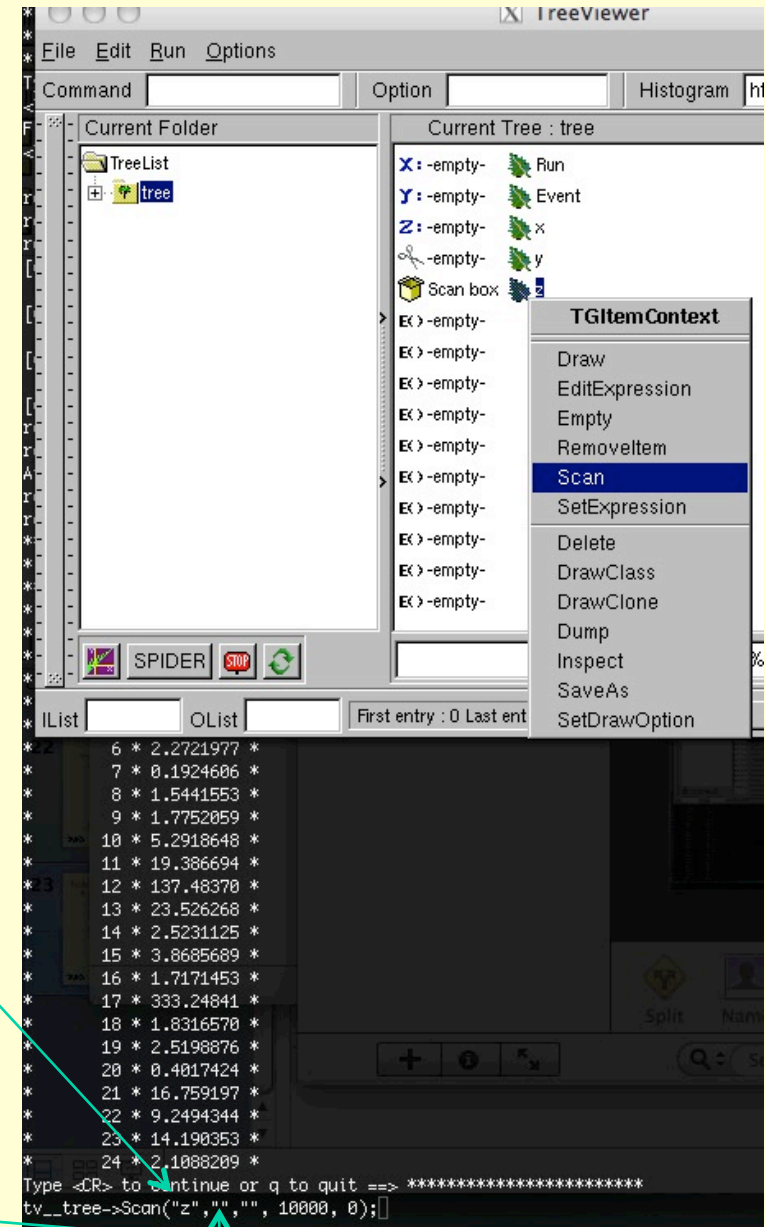 TreeViewer
File Edit Run Options
Command Option Histogram
Current Folder
Current Tree : tree
TreeList
tree
X : -empty- Run
Y : -empty- Event
Z : -empty- x
-empty- y
Scan box z
E() -empty-
E() -empty-
E() -empty-
E() -empty-
E() -empty-
E() -empty-
E() -empty-
E() -empty-
E() -empty-
E() -empty-
TGItemContext
Draw
EditExpression
Empty
RemoveItem
Scan
SetExpression
Delete
DrawClass
DrawClone
Dump
Inspect
SaveAs
SetDrawOption
SPIDER STOP
%
IList OList First entry : 0 Last ent
* 6 * 2.2721977 *
* 7 * 0.1924606 *
* 8 * 1.5441553 *
* 9 * 1.7752059 *
* 10 * 5.2918648 *
* 11 * 19.386694 *
* 12 * 137.48370 *
* 13 * 23.526268 *
* 14 * 2.5231125 *
* 15 * 3.8685689 *
* 16 * 1.7171453 *
* 17 * 333.24841 *
* 18 * 1.8316570 *
* 19 * 2.5198876 *
* 20 * 0.4017424 *
* 21 * 16.759197 *
* 22 * 9.2494344 *
* 23 * 14.190353 *
* 24 * 2.1088209 *
Split
Type <CR> to continue or q to quit ==> ************************
tv__tree->Scan("z","","", 10000, 0);